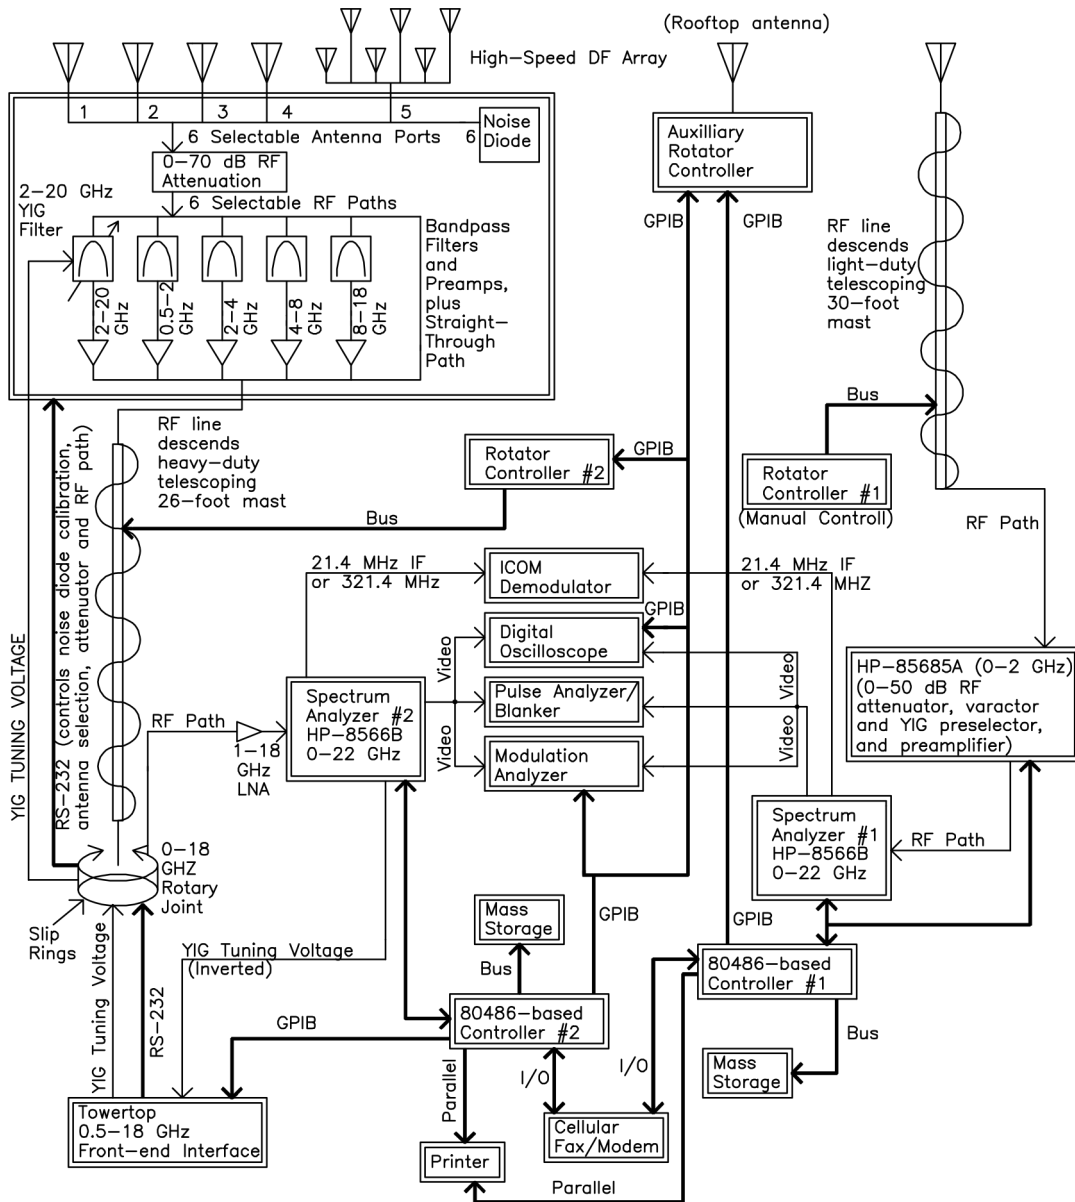 (Rooftop antenna)
High-Speed DF Array
1
2
3
4
5
6 Selectable Antenna Ports
6
Noise
Diode
0-70 dB RF
Attenuation
6 Selectable RF Paths
2-20 GHz
YIG
Filter
Bandpass
Filters
and
Preamps,
plus
Straight-
Through
Path
2-20
GHz
0.5-2
GHz
2-4
GHz
4-8
GHz
8-18
GHz
Auxilliary
Rotator
Controller
GPIB
GPIB
RF line
descends
light-duty
telescoping
30-foot
mast
Bus
RF line
descends
heavy-duty
telescoping
26-foot mast
Rotator
Controller #2
GPIB
Rotator
Controller #1
(Manual Controll)
Bus
RF Path
YIG TUNING VOLTAGE
RS-232 (controls noise diode calibration,
antenna selection, attenuator and RF path)
21.4 MHz IF
or 321.4 MHZ
ICOM
Demodulator
21.4 MHz IF
or 321.4 MHZ
GPIB
Digital
Oscilloscope
Video
Video
HP-85685A (0-2 GHz)
(0-50 dB RF
attenuator, varactor
and YIG preselector,
and preamplifier)
Spectrum
Analyzer #2
HP-8566B
0-22 GHz
Pulse Analyzer/
Blanker
RF Path
1-18
GHz
LNA
Video
Modulation
Analyzer
Video
Spectrum
Analyzer #1
HP-8566B
0-22 GHz
RF Path
0-18
GHZ
Rotary
Joint
Slip
Rings
YIG Tuning Voltage
RS-232
YIG Tuning Voltage
(Inverted)
Mass
Storage
Bus
GPIB
GPIB
80486-based
Controller #1
80486-based
Controller #2
GPIB
Bus
I/O
I/O
Mass
Storage
Parallel
Towertop
0.5-18 GHz
Front-end Interface
Cellular
Fax/Modem
Printer
Parallel